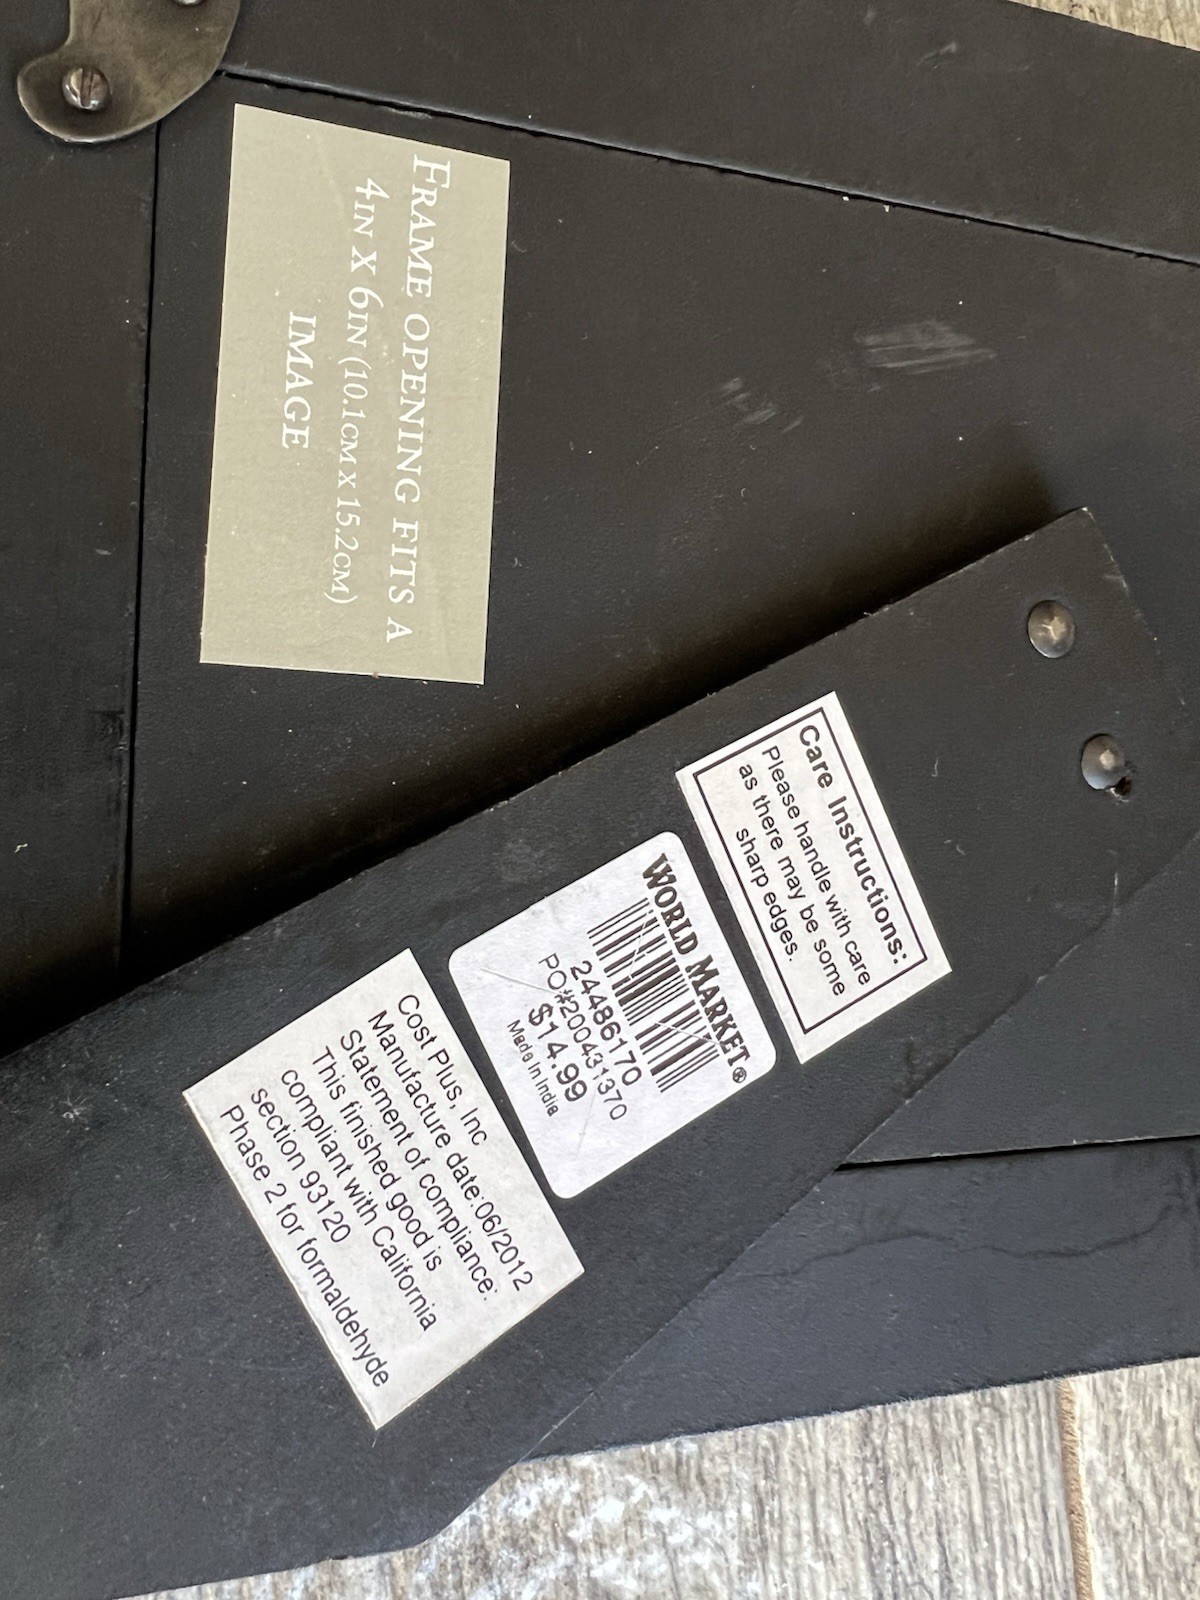 FRAME OPENING FITS A
4IN X 6IN (10.1CM X 15.2CM)
IMAGE
Care Instructions:
Please handle with care
as there may be some
sharp edges.
WORLD MARKET®
24486170
PO#200431370
$14.99
Made In India
Cost Plus, Inc
Manufacture date:06/2012
Statement of compliance:
This finished good is
compliant with California
section 93120
Phase 2 for formaldehyde